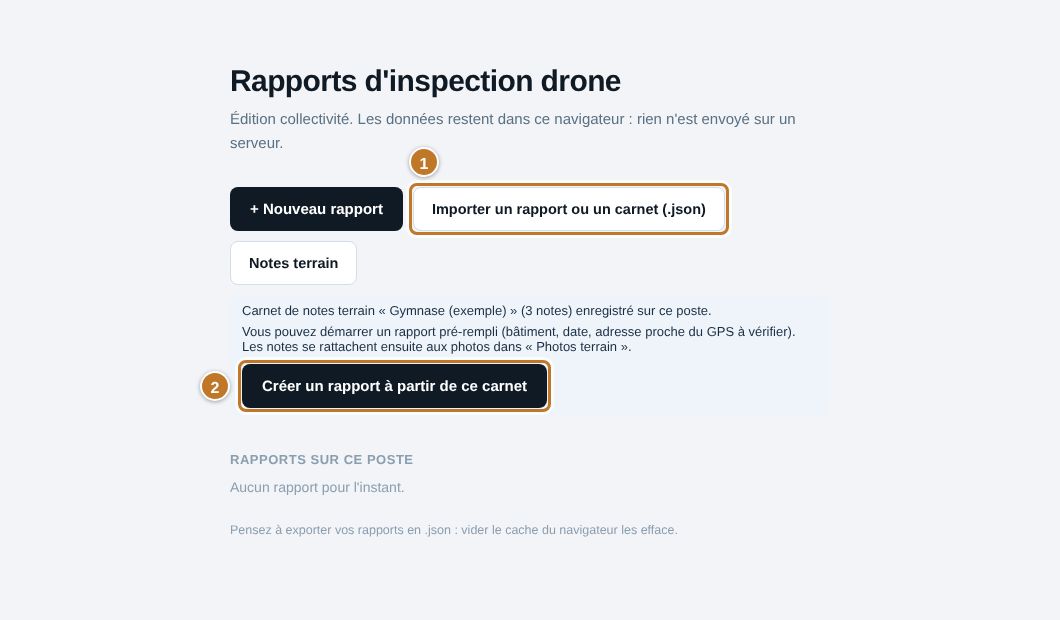 Rapports d'inspection drone
Édition collectivité. Les données restent dans ce navigateur : rien n'est envoyé sur un
serveur.
1
+ Nouveau rapport
Importer un rapport ou un carnet (.json)
Notes terrain
Carnet de notes terrain « Gymnase (exemple) » (3 notes) enregistré sur ce poste.
Vous pouvez démarrer un rapport pré-rempli (bâtiment, date, adresse proche du GPS à vérifier).
Les notes se rattachent ensuite aux photos dans « Photos terrain ».
2
Créer un rapport à partir de ce carnet
RAPPORTS SUR CE POSTE
Aucun rapport pour l'instant.
Pensez à exporter vos rapports en .json : vider le cache du navigateur les efface.